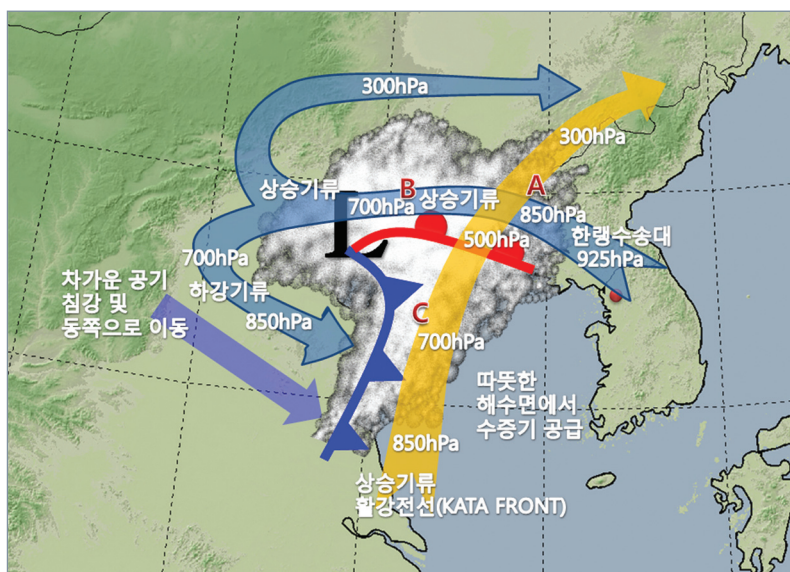 300hPa
300hPa
상승기류
B
상승기류
A
700hPa
850hPa
L
500hPa
한랭수송대
925hPa
700hPa
하강기류
차가운 공기
침강 및
동쪽으로 이동
850hPa
C
700hPa
따뜻한
해수면에서
수증기 공급
850hPa
상승기류
활강전선(KATA FRONT)